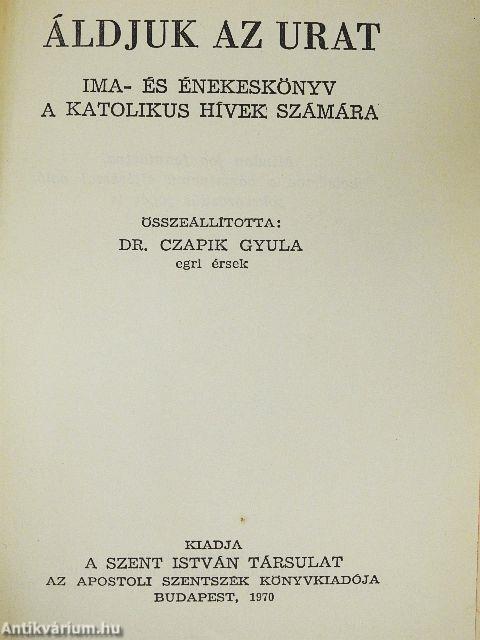 ÁLDJUK AZ URAT
IMA- ÉS ÉNEKESKÖNYV
A KATOLIKUS HÍVEK SZÁMÁRA
ÖSSZEÁLLÍTOTTA:
DR. CZAPIK GYULA
egri érsek
KIADJA
A SZENT ISTVÁN TÁRSULAT
AZ APOSTOLI SZENTSZÉK KÖNYVKIADÓJA
BUDAPEST, 1970
Antikvárium.hu